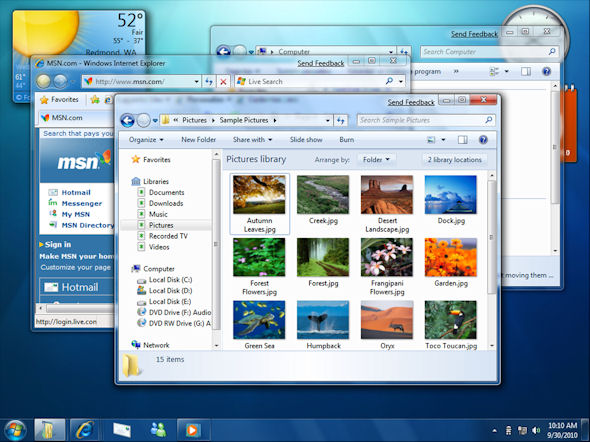 52°
Fair
55° - 37°
Redmond, WA
61°
44°
Send Feedback
Computer
Search Computer
program
MSN.com - Windows Internet Explorer
Send Feedback
http://www.msn.com/
Live Search
Favorites
MSN.com
Search that pays you
msn
Hotmail
Messenger
My MSN
MSN Directory
Sign in
Make MSN your hom
Customize your page
Hotmail
http://login.live.con
it moving them ...
Send Feedback
Pictures Sample Pictures
Search Sample Pictures
Organize New Folder Share with Slide show Burn
Favorites
Libraries
Documents
Downloads
Music
Pictures
Recorded TV
Videos
Computer
Local Disk (C:)
Local Disk (D:)
Local Disk (E:)
DVD Drive (F:) Audio
DVD RW Drive (G:) A
Network
Pictures library
Arrange by: Folder 2 library locations
Autumn Leaves.jpg
Creek.jpg
Desert Landscape.jpg
Dock.jpg
Forest Flowers.jpg
Forest.jpg
Frangipani Flowers.jpg
Garden.jpg
Green Sea
Humpback
Oryx
Toco Toucan.jpg
15 items
10:10 AM
9/30/2010